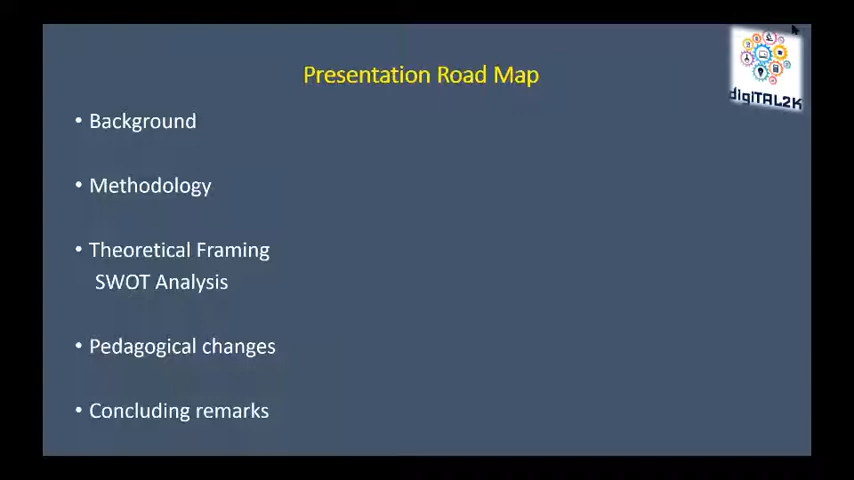 Presentation Road Map
digITAL2K
• Background
• Methodology
• Theoretical Framing
SWOT Analysis
• Pedagogical changes
• Concluding remarks